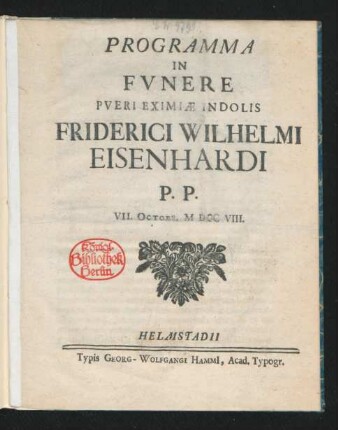 PROGRAMMA
IN
FVNERE
PVERI EXIMIÆ INDOLIS
FRIDERICI WILHELMI
EISENHARDI
P. P.
VII. OCTOBR. M DCC VIII.
Königl.
Bibliothek
Berlin.
HELMSTADII
Typis GEORG-WOLFGANGI HAMMI, Acad. Typogr.